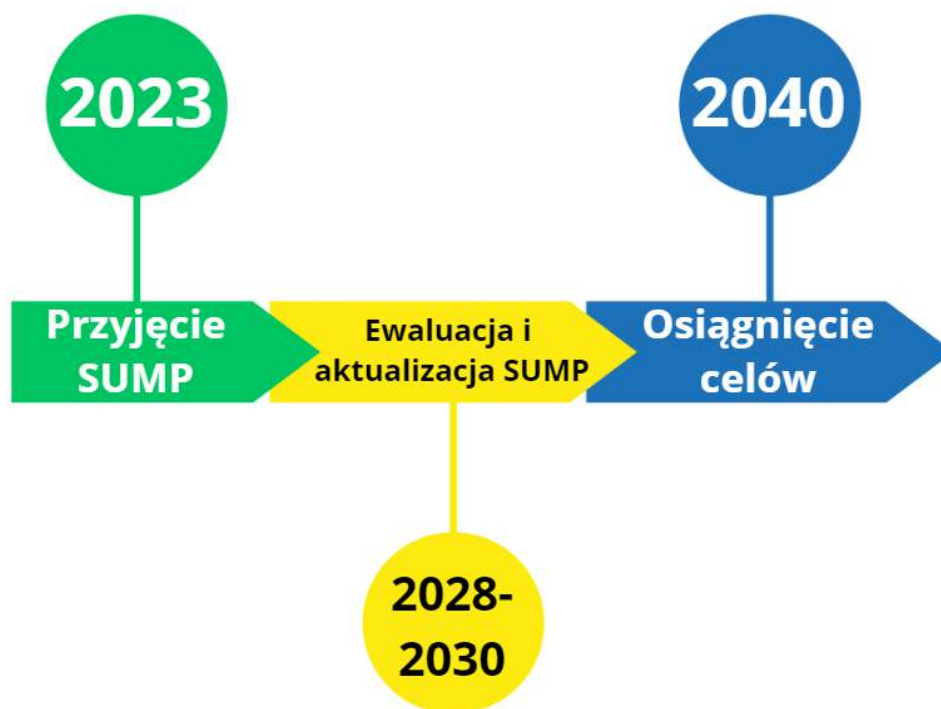 2023
2040
Przyjęcie
SUMP
Ewaluacja i
aktualizacja SUMP
Osiągnięcie
celów
2028-
2030